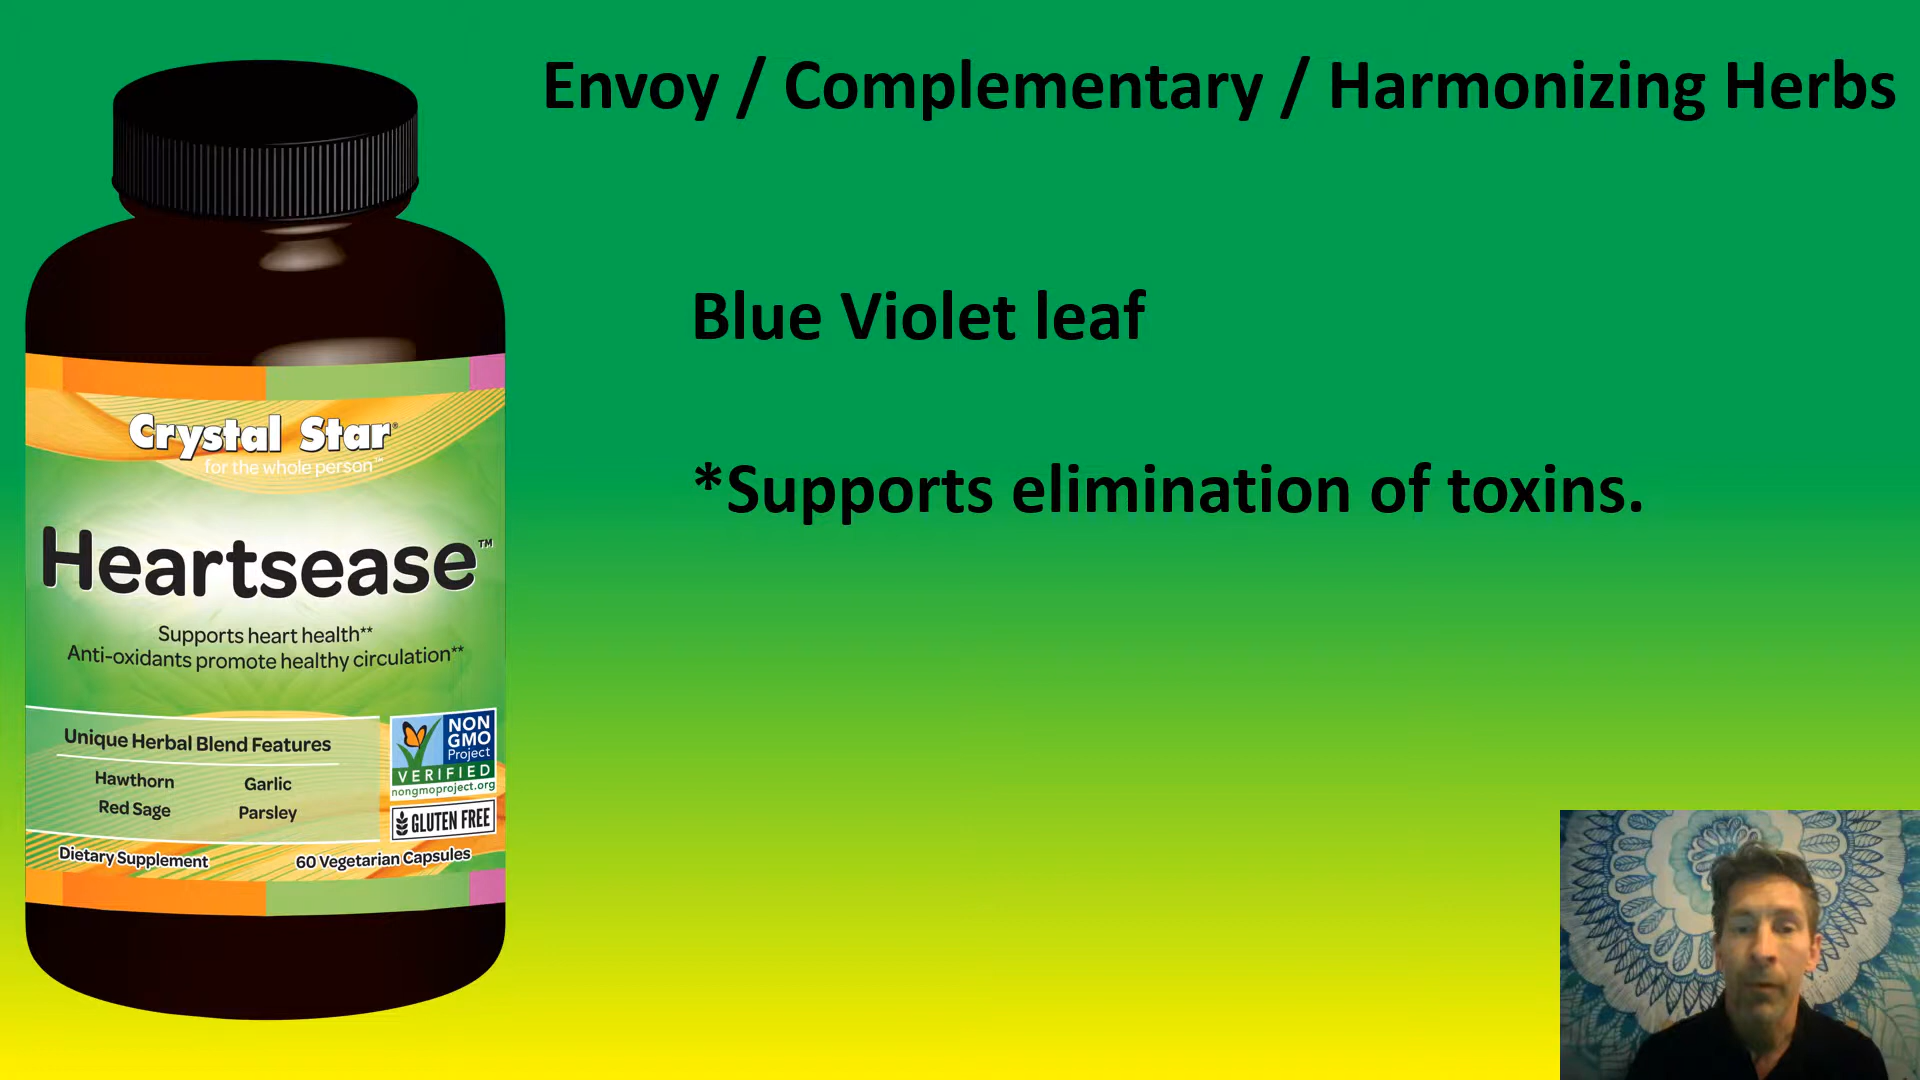 Envoy / Complementary / Harmonizing Herbs
Blue Violet leaf
*Supports elimination of toxins.
Crystal Star®
for the whole person™
Heartsease™
Supports heart health**
Anti-oxidants promote healthy circulation**
Unique Herbal Blend Features
Hawthorn Garlic
Red Sage Parsley
NON
GMO
Project
VERIFIED
nongmoproject.org
GLUTEN FREE
Dietary Supplement 60 Vegetarian Capsules